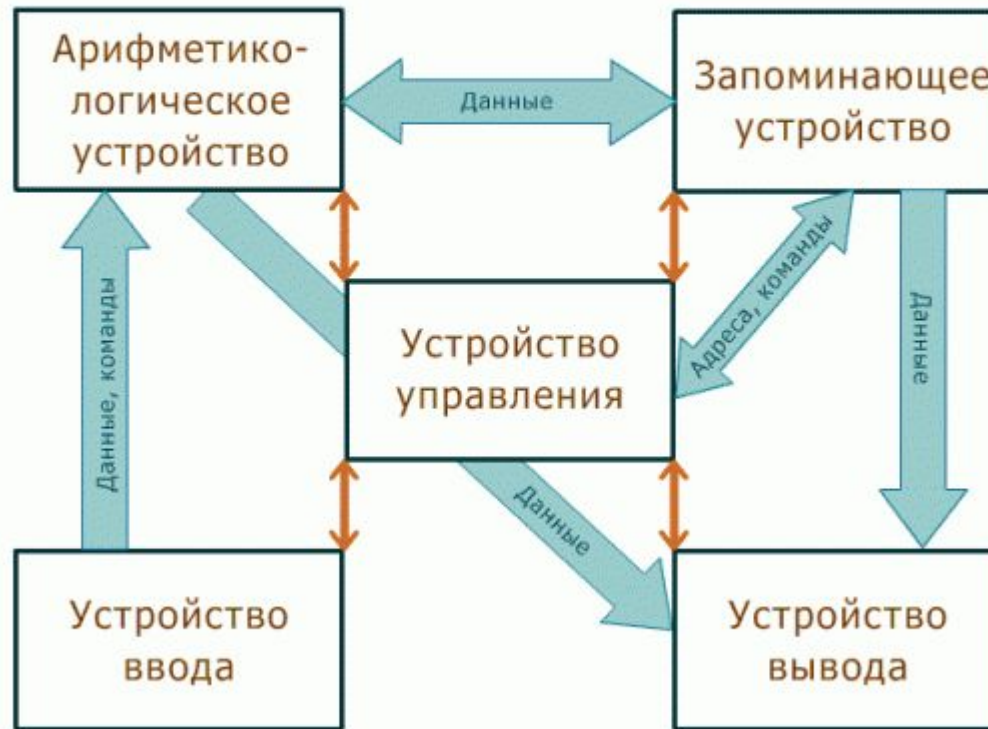 Арифметико-
логическое
устройство
Данные
Запоминающее
устройство
Данные, команды
Адреса, команды
Данные
Устройство
управления
Данные
Устройство
ввода
Устройство
вывода